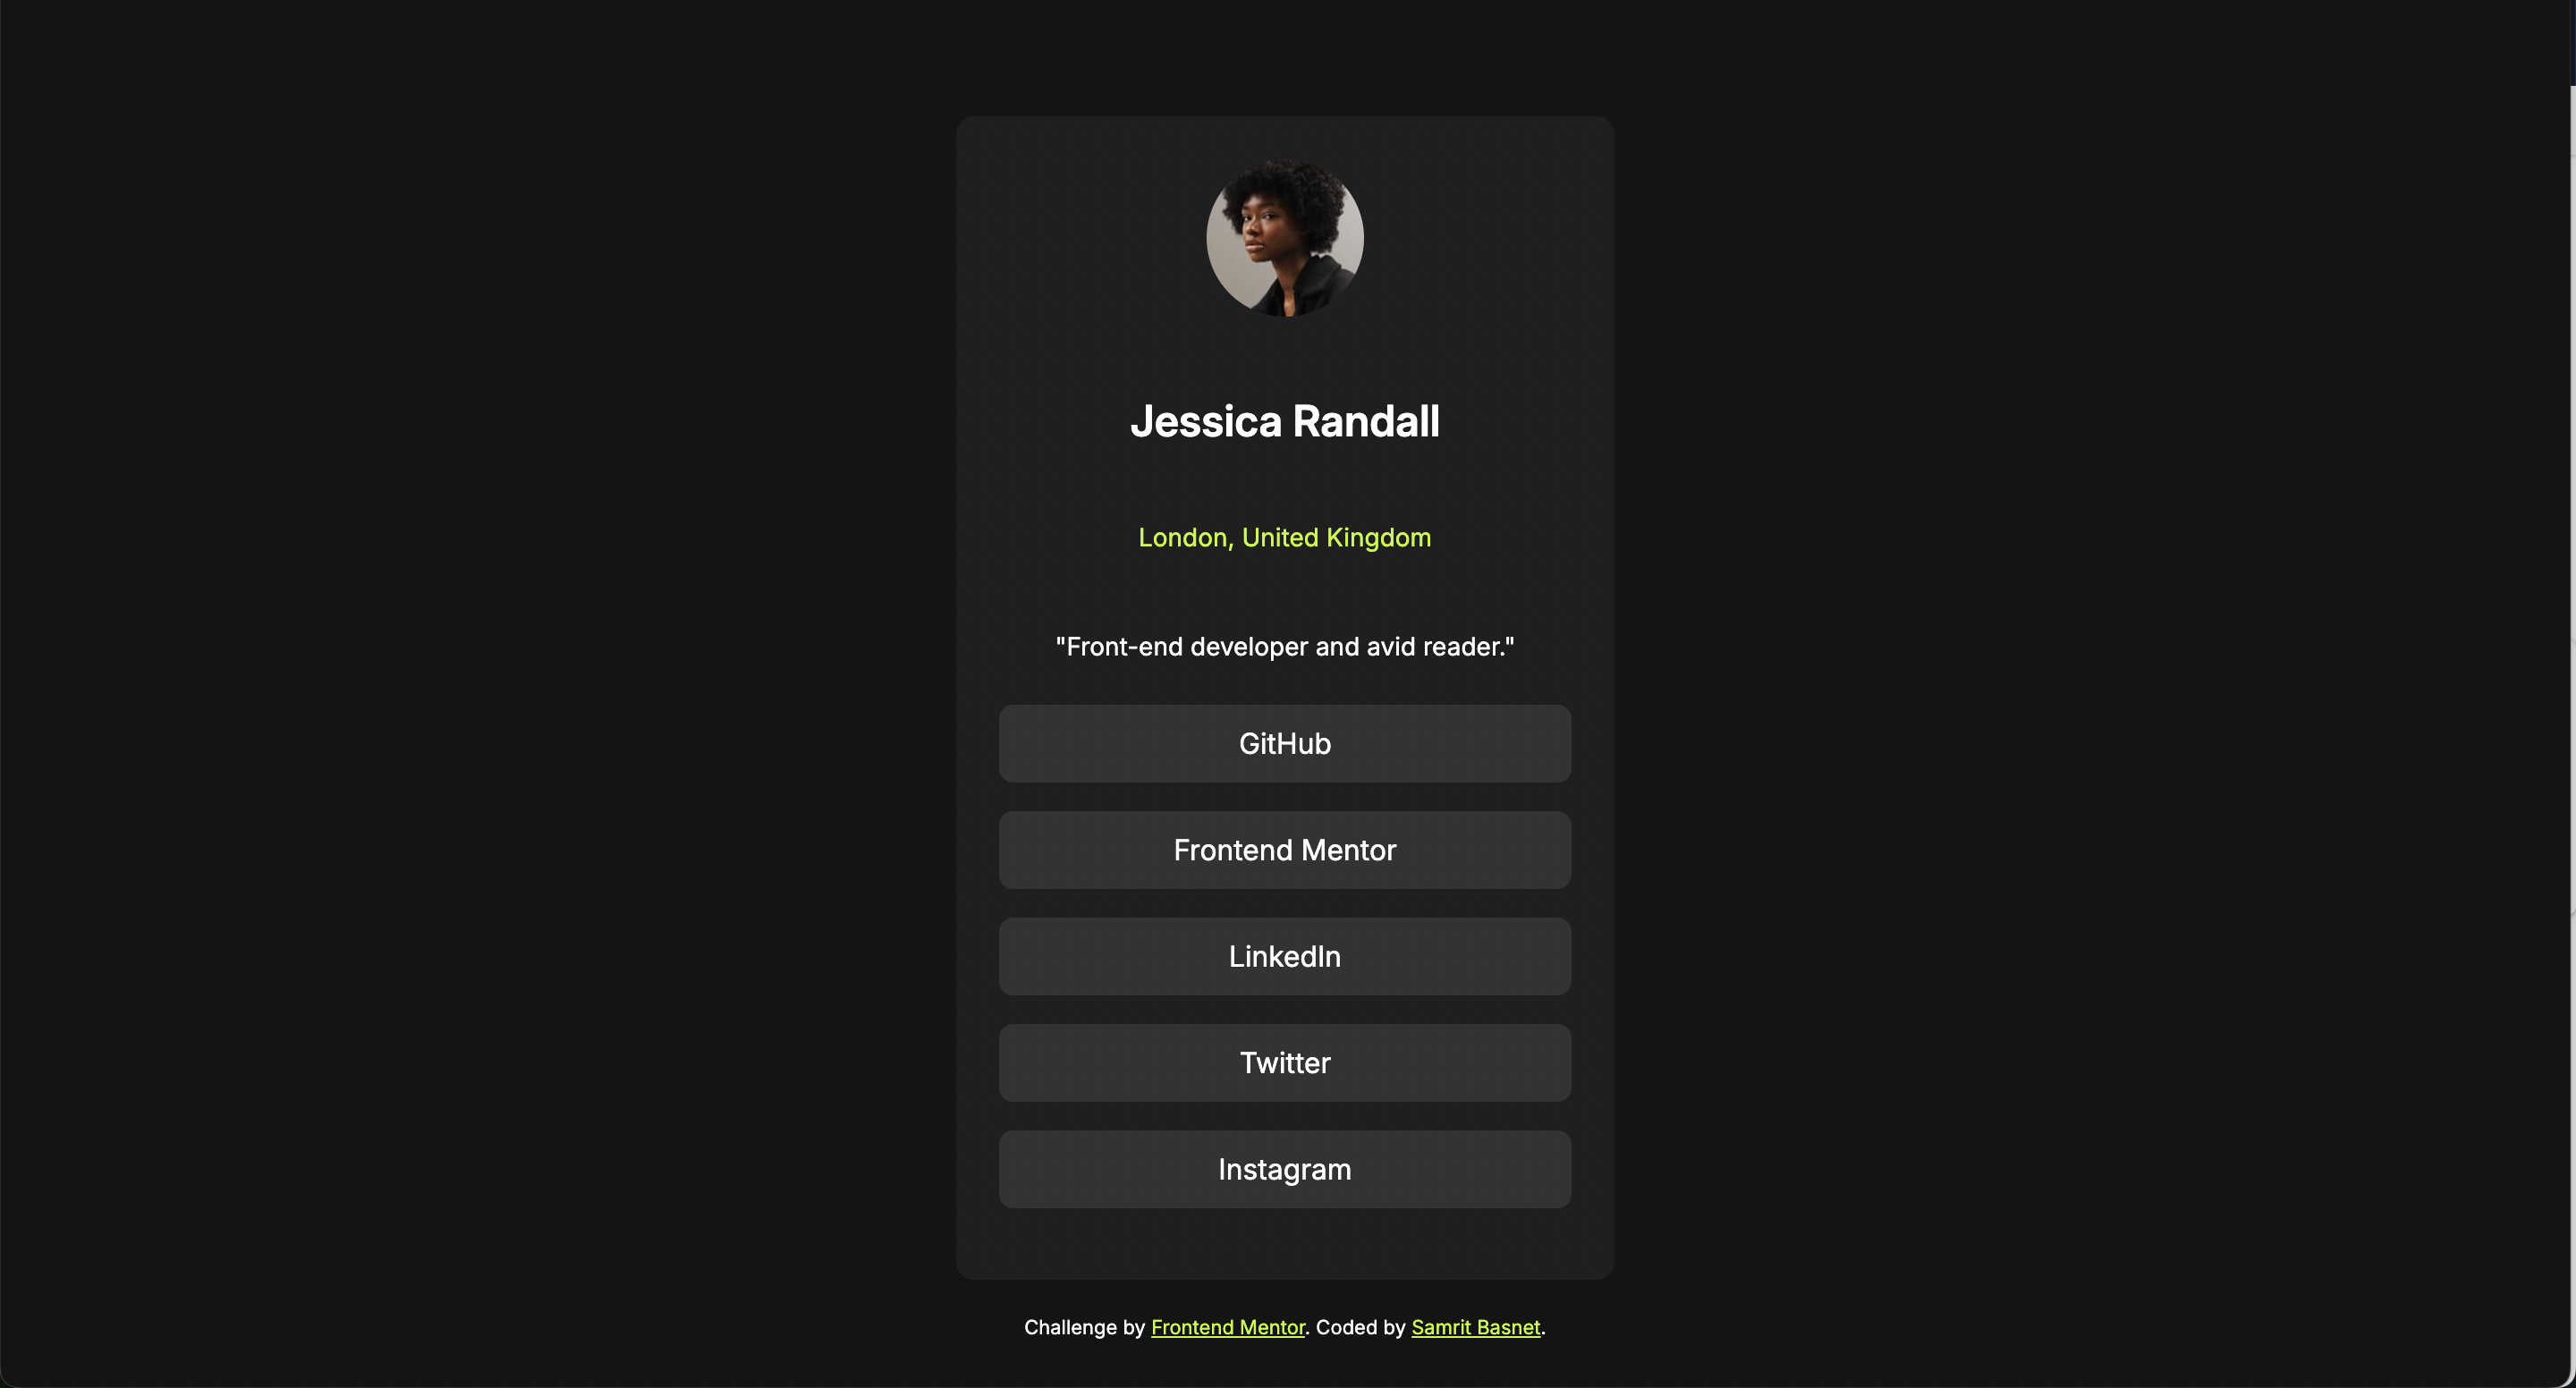 Jessica Randall
London, United Kingdom
"Front-end developer and avid reader."
GitHub
Frontend Mentor
LinkedIn
Twitter
Instagram
Challenge by Frontend Mentor. Coded by Samrit Basnet.